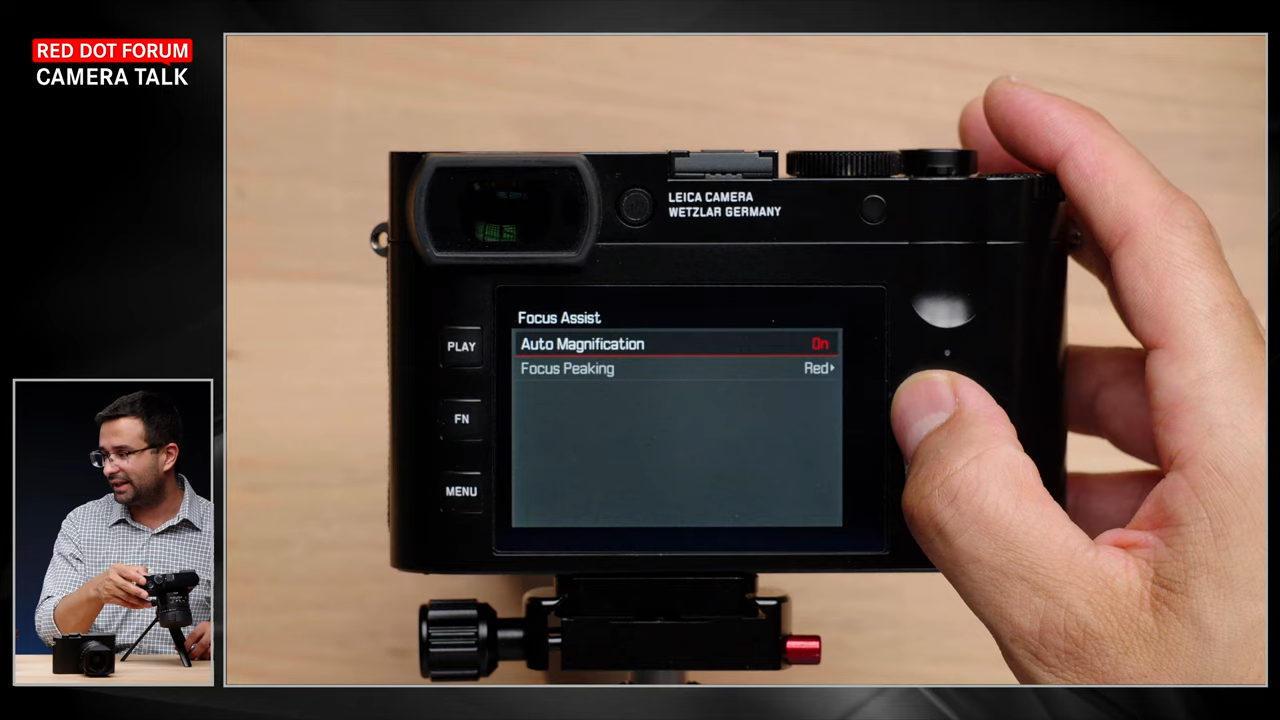 RED DOT FORUM
CAMERA TALK
LEICA CAMERA
WETZLAR GERMANY
Focus Assist
Auto Magnification On
Focus Peaking Red
PLAY
FN
MENU